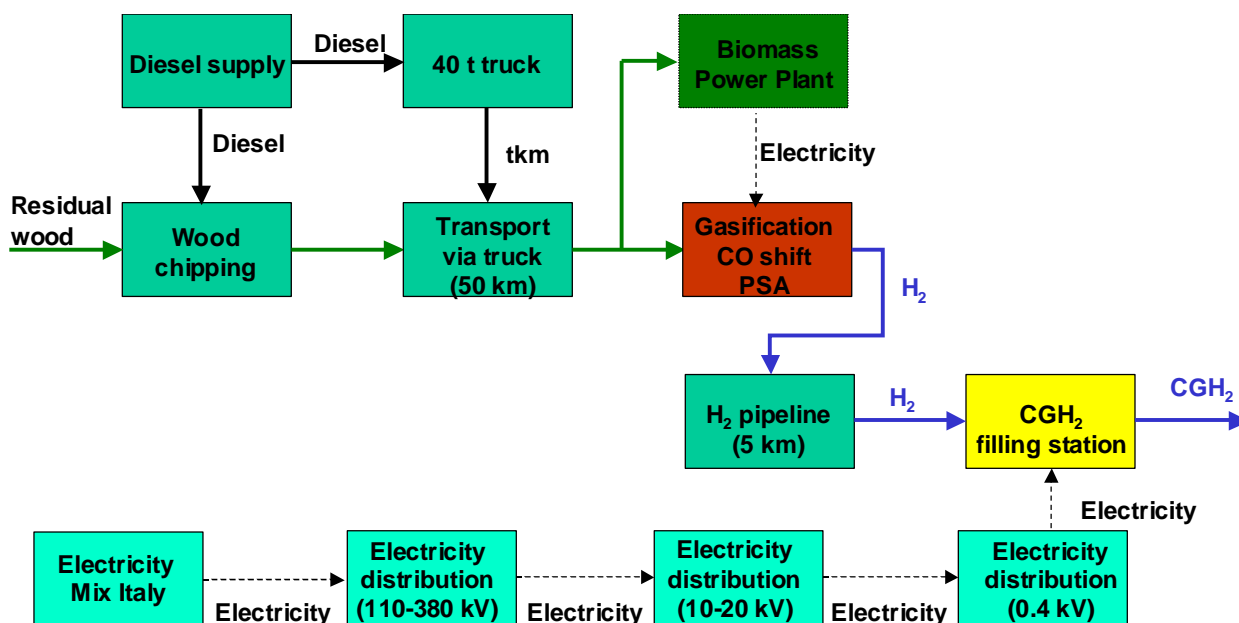 Diesel supply
Diesel
40 t truck
Biomass
Power Plant
Diesel
tkm
Electricity
Residual
wood
Wood
chipping
Transport
via truck
(50 km)
Gasification
CO shift
PSA
H₂
H₂ pipeline
(5 km)
H₂
CGH₂
filling station
CGH₂
Electricity
Electricity
Mix Italy
Electricity
Electricity
distribution
(110-380 kV)
Electricity
Electricity
distribution
(10-20 kV)
Electricity
Electricity
distribution
(0.4 kV)